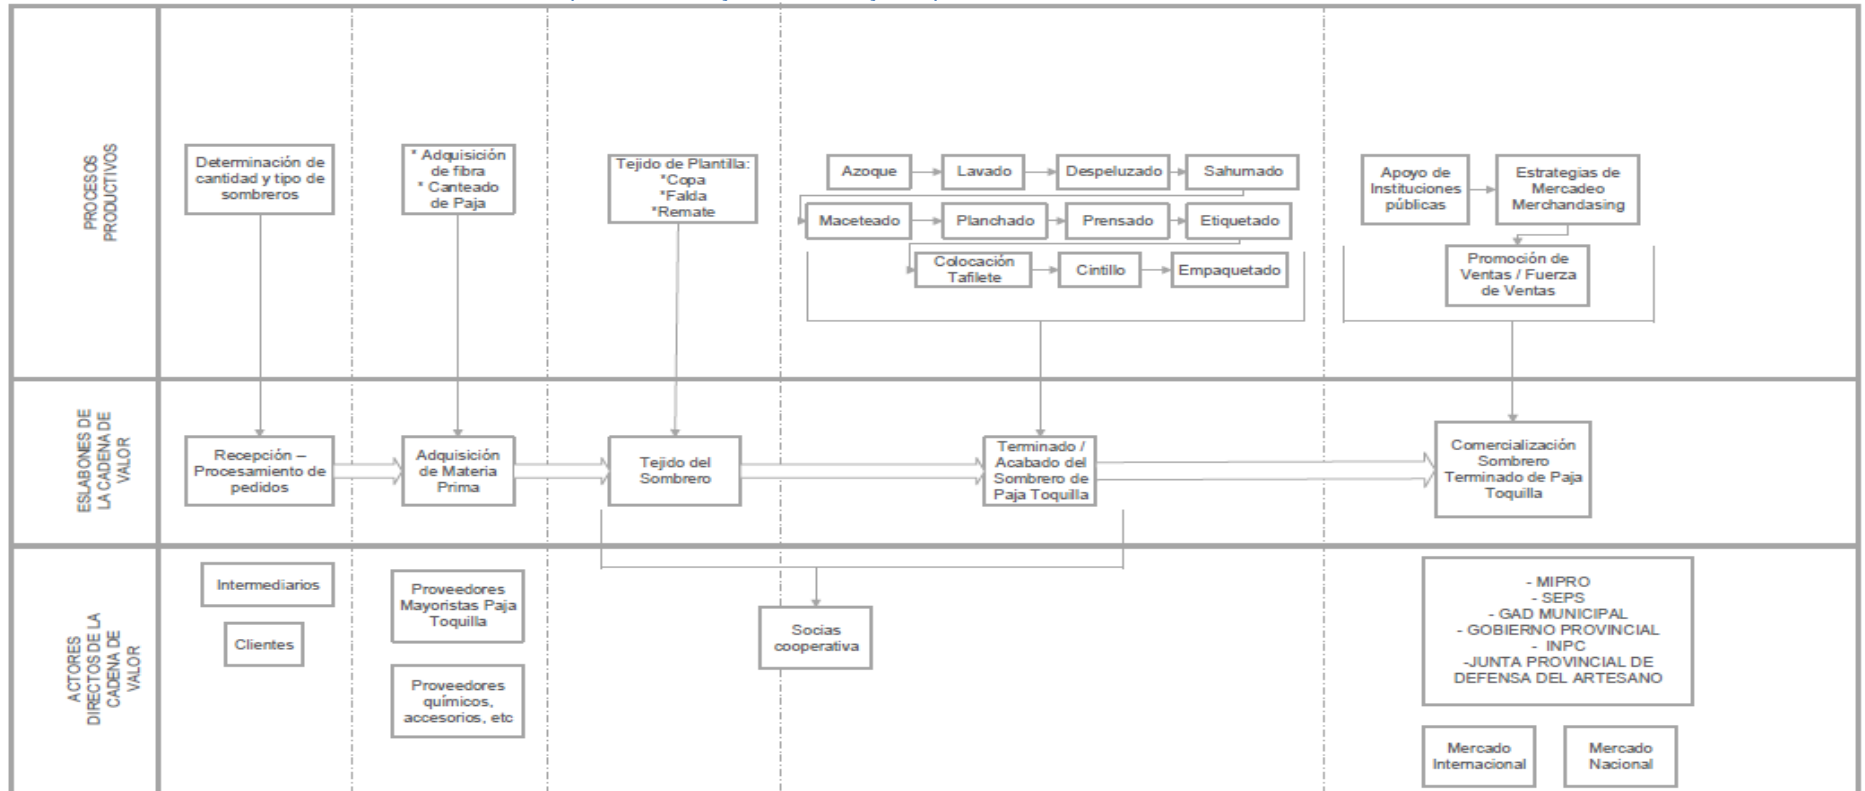 PROCESOS
PRODUCTIVOS
Determinación de
cantidad y tipo de
sombreros
* Adquisición
de fibra
* Canteado
de Paja
Tejido de Plantilla:
*Copa
*Falda
*Remate
Azoque
Lavado
Despeluzado
Sahumado
Maceteado
Planchado
Prensado
Etiquetado
Colocación
Tafilete
Cintillo
Empaquetado
Apoyo de
Instituciones
públicas
Estrategias de
Mercadeo
Merchandasing
Promoción de
Ventas / Fuerza
de Ventas
ESLABONES DE
LA CADENA DE
VALOR
Recepción –
Procesamiento de
pedidos
Adquisición
de Materia
Prima
Tejido del
Sombrero
Terminado /
Acabado del
Sombrero de
Paja Toquilla
Comercialización
Sombrero
Terminado de Paja
Toquilla
ACTORES
DIRECTOS DE LA
CADENA DE
VALOR
Intermediarios
Clientes
Proveedores
Mayoristas Paja
Toquilla
Proveedores
químicos,
accesorios, etc
Socias
cooperativa
- MIPRO
- SEPS
- GAD MUNICIPAL
- GOBIERNO PROVINCIAL
- INPC
-JUNTA PROVINCIAL DE
DEFENSA DEL ARTESANO
Mercado
Internacional
Mercado
Nacional